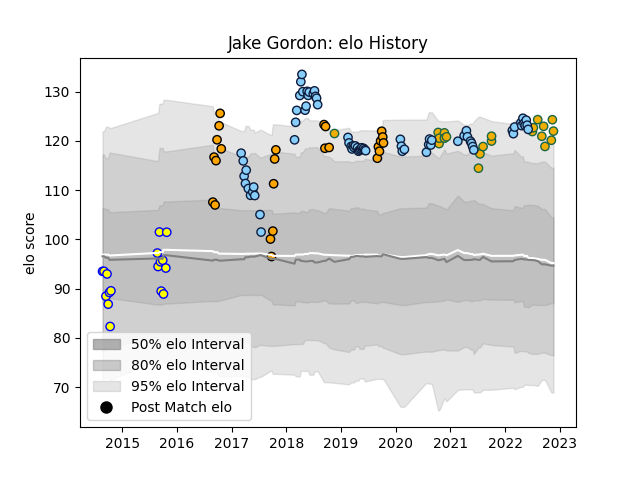 Jake Gordon: elo History
elo score
130
120
110
100
90
80
70
50% elo Interval
80% elo Interval
95% elo Interval
Post Match elo
2015 2016 2017 2018 2019 2020 2021 2022 2023